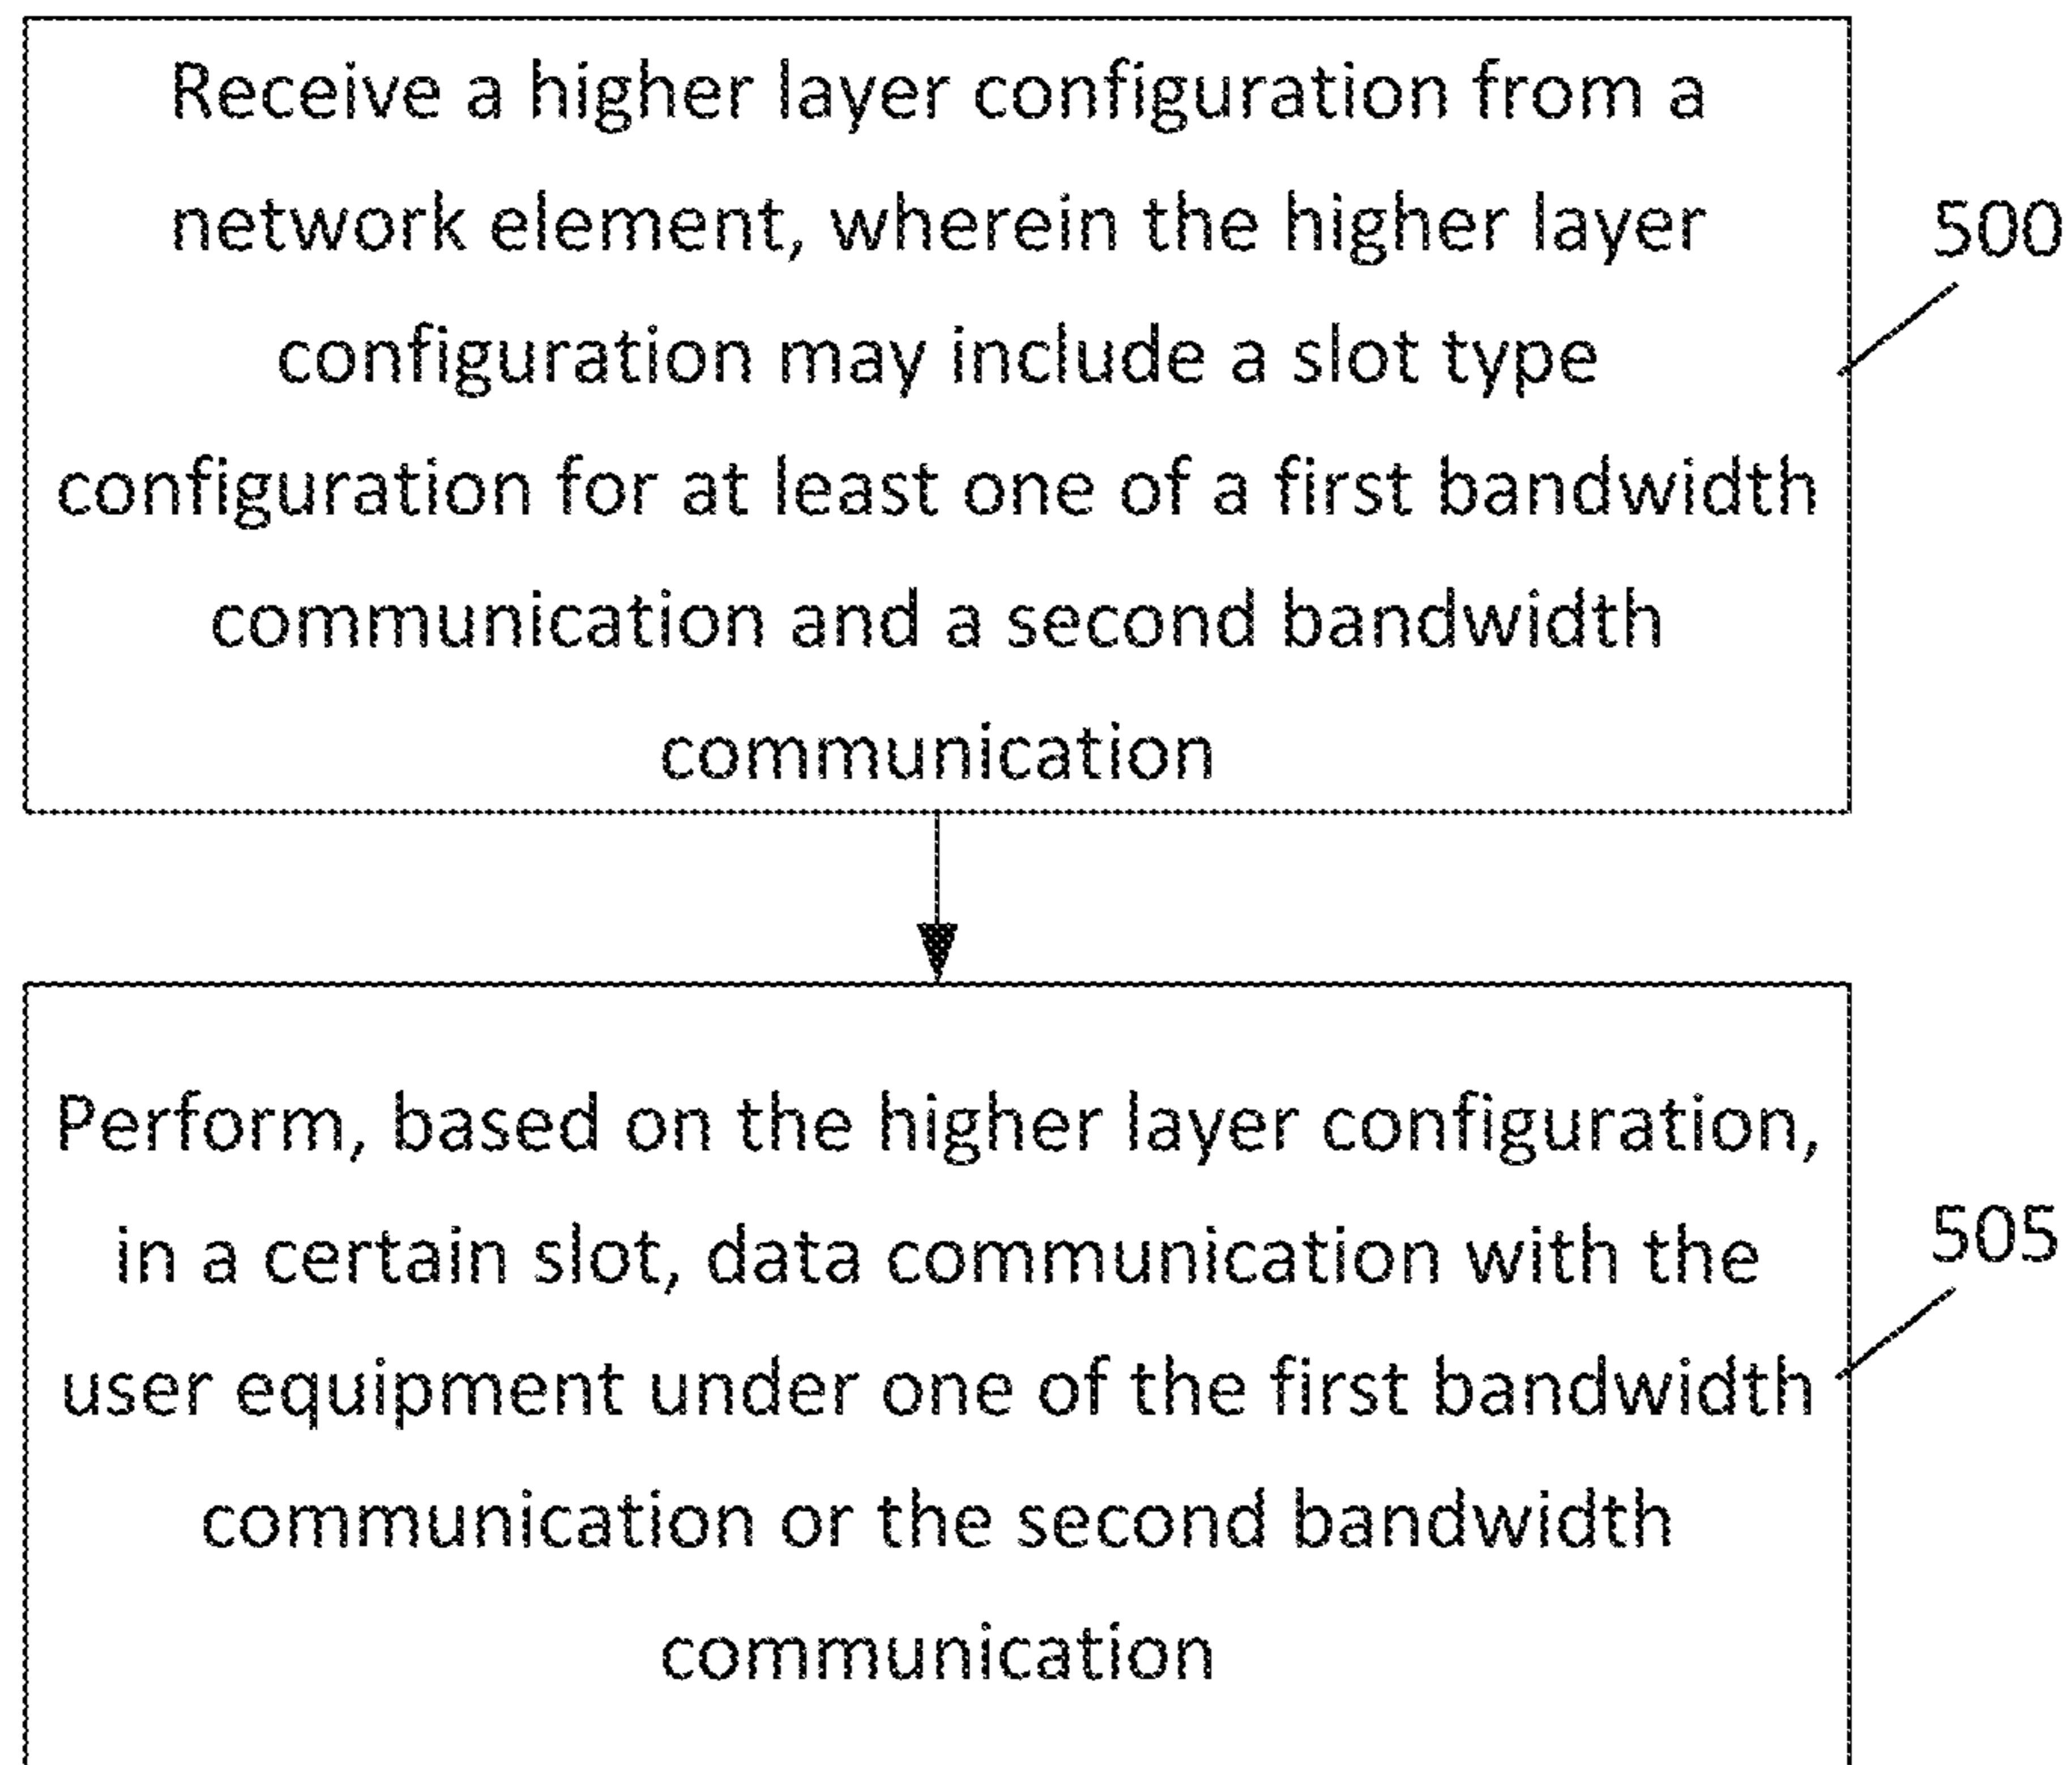 Receive a higher layer configuration from a
network element, wherein the higher layer
configuration may include a slot type
configuration for at least one of a first bandwidth
communication and a second bandwidth
communication
500
Perform, based on the higher layer configuration,
in a certain slot, data communication with the
user equipment under one of the first bandwidth
communication or the second bandwidth
communication
505